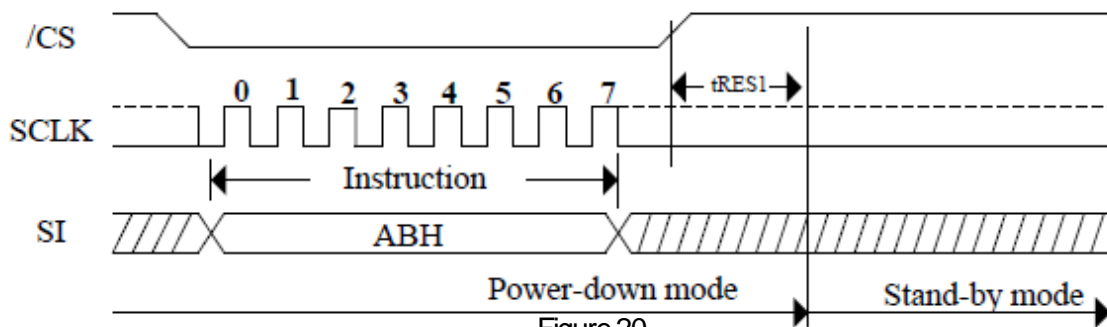 /CS
0 1 2 3 4 5 6 7
tRES1
SCLK
Instruction
SI
ABH
Power-down mode
Stand-by mode
Figure 20